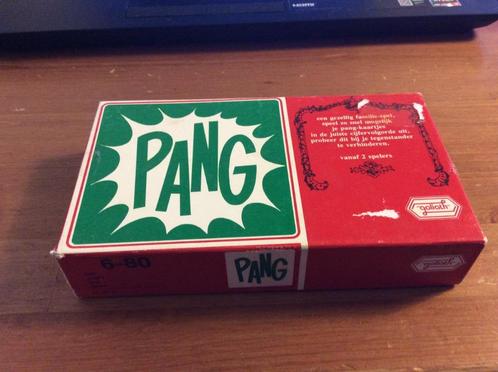 PANG
een gezellig familie-spel,
speel zo snel mogelijk
je pang-kaartjes
in de juiste cijfervolgorde uit,
probeer dit bij je tegenstander
te verhinderen.
vanaf 2 spelers
goliath
6-80
PANG
goliath